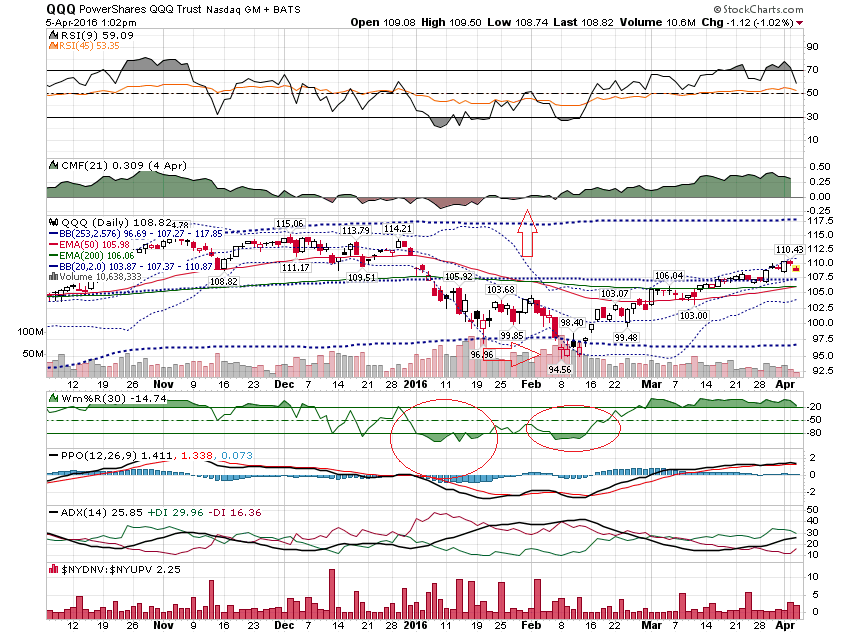 QQQ PowerShares QQQ Trust Nasdaq GM + BATS © StockCharts.com
5-Apr-2016 1:02pm Open 109.08 High 109.50 Low 108.74 Last 108.82 Volume 10.6M Chg -1.12 (-1.02%)
RSI(9) 59.09
RSI(45) 53.35
90
70
50
30
10
CMF(21) 0.309 (4 Apr)
0.50
0.25
0.00
-0.25
QQQ (Daily) 108.82
BB(253,2.576) 96.69 - 107.27 - 117.85
EMA(50) 105.98
EMA(200) 106.06
BB(20,2.0) 103.87 - 107.37 - 110.87
Volume 10,638,333
4.78
115.06
113.79
114.21
110.43
108.82
111.17
109.51
105.92
106.04
103.68
103.07
103.00
99.85
98.40
99.48
96.96
94.56
117.5
115.0
112.5
110.0
107.5
105.0
102.5
100.0
97.5
95.0
92.5
100M
50M
12 19 26 Nov 9 16 23 Dec 7 14 21 28 2016 11 19 25 Feb 8 16 22 Mar 7 14 21 28 Apr
Wm%R(30) -14.74
-20
-50
-80
PPO(12,26,9) 1.411, 1.338, 0.073
2
0
-2
ADX(14) 25.85 +DI 29.96 -DI 16.36
50
40
30
20
10
$NYDNV:$NYUPV 2.25
10
5
0
12 19 26 Nov 9 16 23 Dec 7 14 21 28 2016 11 19 25 Feb 8 16 22 Mar 7 14 21 28 Apr